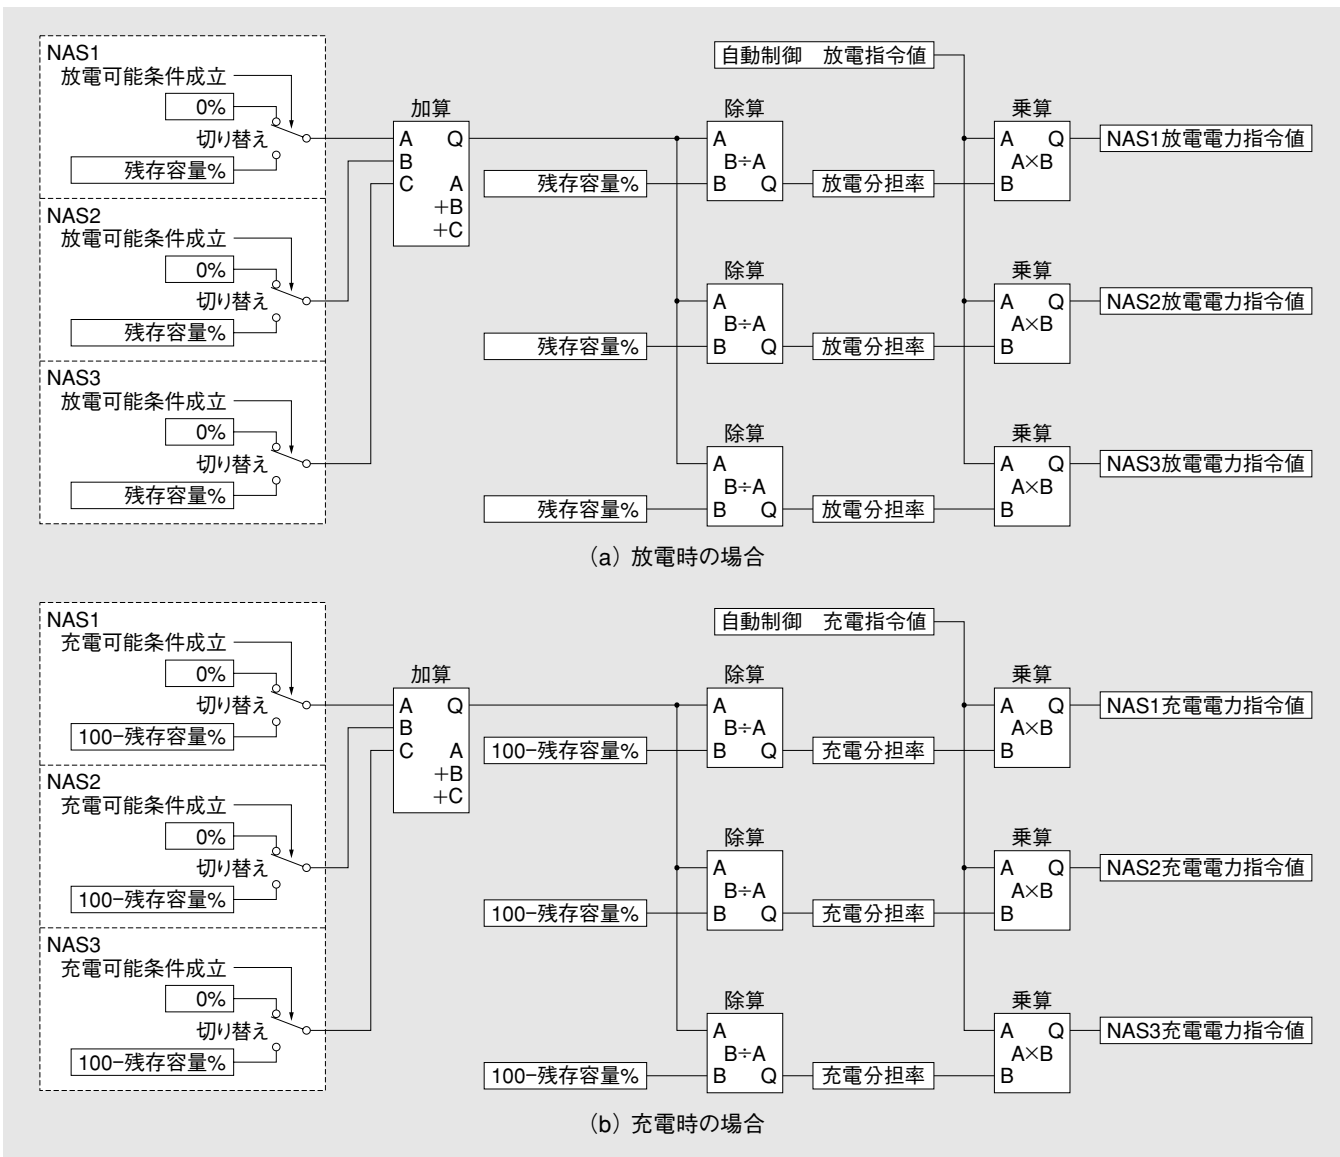 NAS1
放電可能条件成立
0%
切り替え
残存容量%
NAS2
放電可能条件成立
0%
切り替え
残存容量%
NAS3
放電可能条件成立
0%
切り替え
残存容量%
加算
A Q
B
C A
+B
+C
自動制御 放電指令値
除算
A
B÷A
B Q
残存容量%
放電分担率
乗算
A Q
A×B
B
NAS1放電電力指令値
除算
A
B÷A
B Q
残存容量%
放電分担率
乗算
A Q
A×B
B
NAS2放電電力指令値
除算
A
B÷A
B Q
残存容量%
放電分担率
乗算
A Q
A×B
B
NAS3放電電力指令値
(a) 放電時の場合
NAS1
充電可能条件成立
0%
切り替え
100−残存容量%
NAS2
充電可能条件成立
0%
切り替え
100−残存容量%
NAS3
充電可能条件成立
0%
切り替え
100−残存容量%
加算
A Q
B
C A
+B
+C
自動制御 充電指令値
除算
A
B÷A
B Q
100−残存容量%
充電分担率
乗算
A Q
A×B
B
NAS1充電電力指令値
除算
A
B÷A
B Q
100−残存容量%
充電分担率
乗算
A Q
A×B
B
NAS2充電電力指令値
除算
A
B÷A
B Q
100−残存容量%
充電分担率
乗算
A Q
A×B
B
NAS3充電電力指令値
(b) 充電時の場合